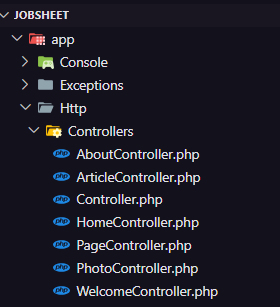 JOBSHEET
app
Console
Exceptions
Http
Controllers
php AboutController.php
php ArticleController.php
php Controller.php
php HomeController.php
php PageController.php
php PhotoController.php
php WelcomeController.php